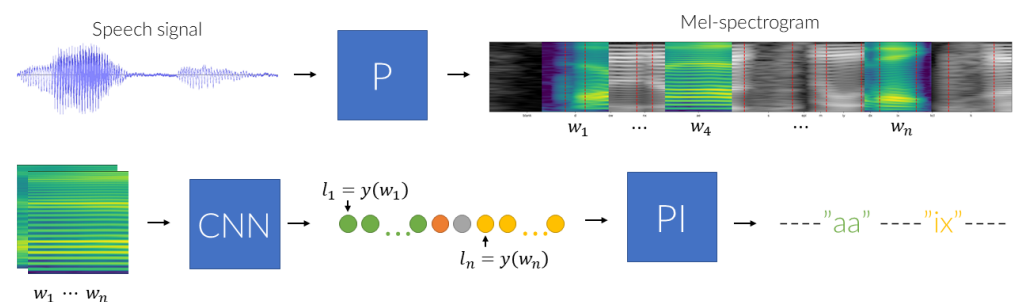 Speech signal
Mel-spectrogram
P
w₁ ... w₄ ... wₙ
l₁ = y(w₁)
CNN
PI
-----"aa" -----"ix"-----
lₙ = y(wₙ)
w₁ ... wₙ